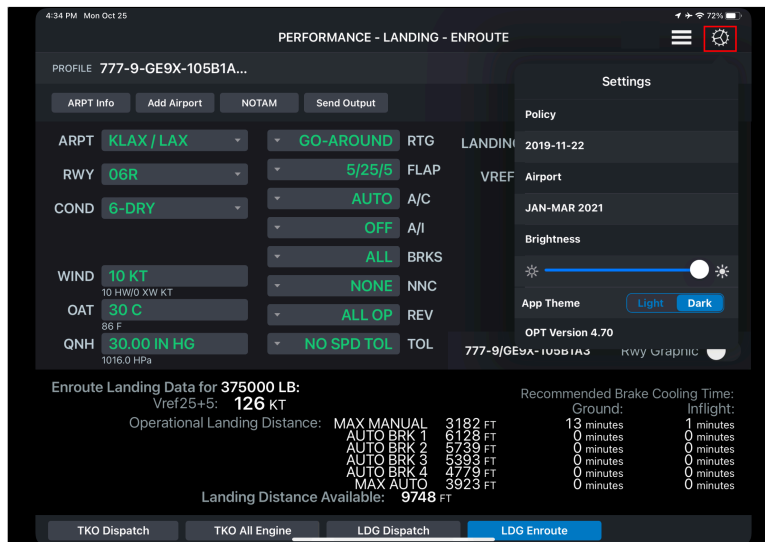 4:34 PM Mon Oct 25
72%
PERFORMANCE - LANDING - ENROUTE
PROFILE 777-9-GE9X-105B1A...
ARPT Info Add Airport NOTAM Send Output
ARPT KLAX / LAX GO-AROUND RTG LANDIN
RWY 06R 5/25/5 FLAP VREF
COND 6-DRY AUTO A/C
OFF A/I
ALL BRKS
WIND 10 KT NONE NNC
10 HW/0 XW KT
OAT 30 C ALL OP REV
86 F
QNH 30.00 IN HG NO SPD TOL TOL
1016.0 HPa
777-9/GE9X-105B1A3 Rwy Graphic
Settings
Policy
2019-11-22
Airport
JAN-MAR 2021
Brightness
App Theme Light Dark
OPT Version 4.70
Enroute Landing Data for 375000 LB:
Vref25+5: 126 KT
Operational Landing Distance: MAX MANUAL 3182 FT
AUTO BRK 1 6128 FT
AUTO BRK 2 5739 FT
AUTO BRK 3 5393 FT
AUTO BRK 4 4779 FT
MAX AUTO 3923 FT
Landing Distance Available: 9748 FT
Recommended Brake Cooling Time:
Ground: Inflight:
13 minutes 1 minutes
0 minutes 0 minutes
0 minutes 0 minutes
0 minutes 0 minutes
0 minutes 0 minutes
0 minutes 0 minutes
TKO Dispatch TKO All Engine LDG Dispatch LDG Enroute